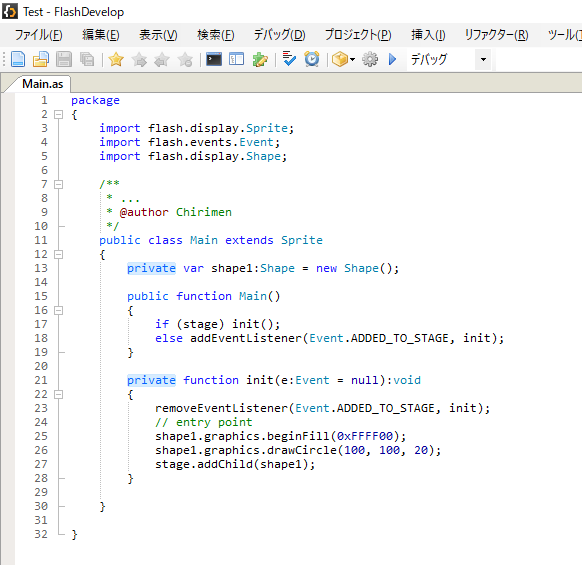 Test - FlashDevelop
ファイル(F) 編集(E) 表示(V) 検索(F) デバッグ(D) プロジェクト(P) 挿入(I) リファクター(R) ツール(T
デバッグ
Main.as
1 package
2 {
3 import flash.display.Sprite;
4 import flash.events.Event;
5 import flash.display.Shape;
6
7 /**
8 * ...
9 * @author Chirimen
10 */
11 public class Main extends Sprite
12 {
13 private var shape1:Shape = new Shape();
14
15 public function Main()
16 {
17 if (stage) init();
18 else addEventListener(Event.ADDED_TO_STAGE, init);
19 }
20
21 private function init(e:Event = null):void
22 {
23 removeEventListener(Event.ADDED_TO_STAGE, init);
24 // entry point
25 shape1.graphics.beginFill(0xFFFF00);
26 shape1.graphics.drawCircle(100, 100, 20);
27 stage.addChild(shape1);
28 }
29
30 }
31
32 }